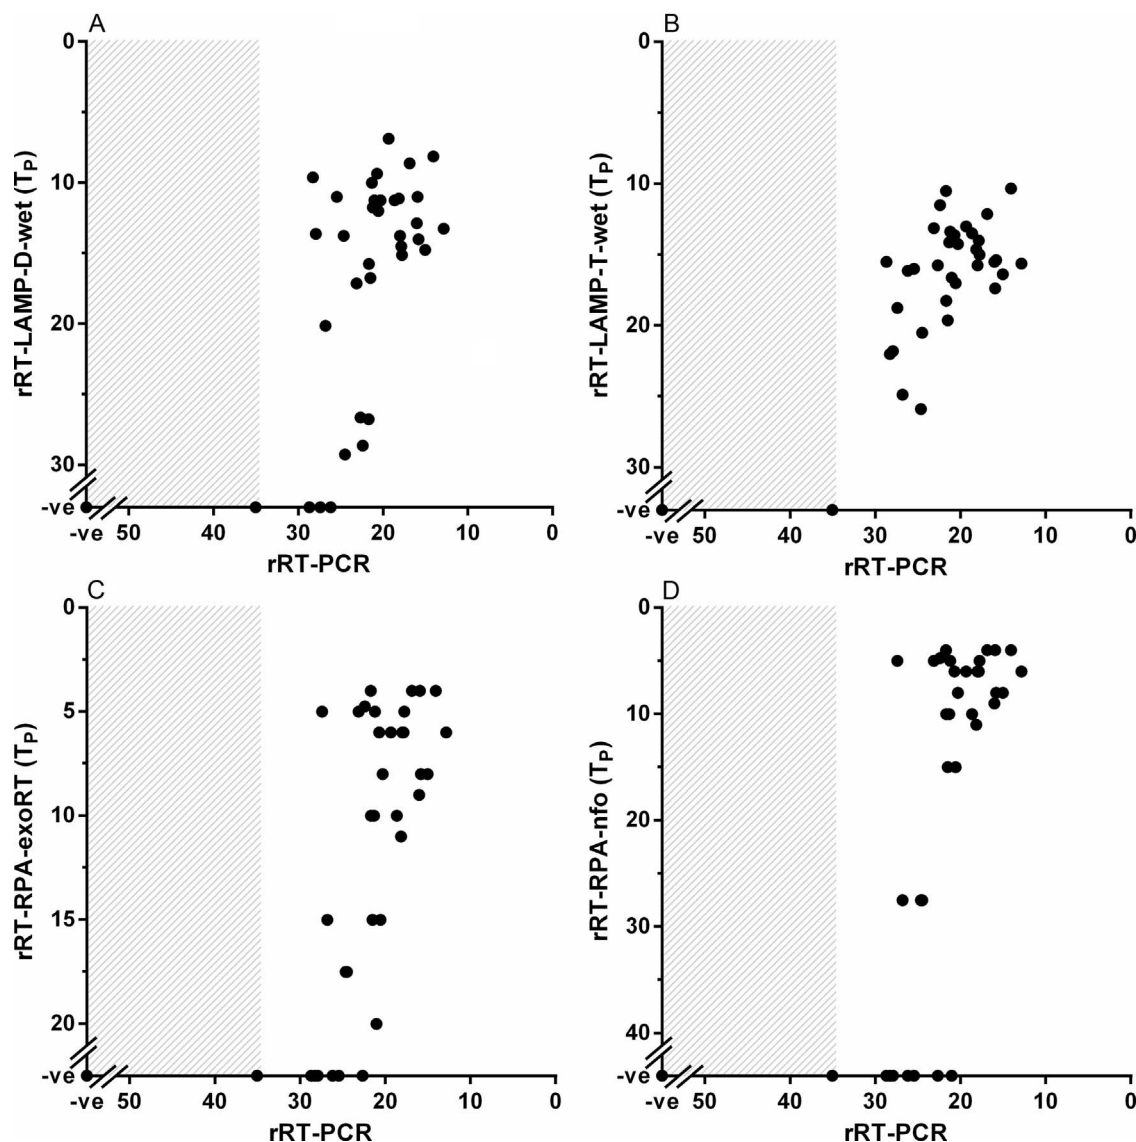 A
0
10
20
30
-ve
rRT-LAMP-D-wet (TP)
-ve 50 40 30 20 10 0
rRT-PCR
B
0
10
20
30
-ve
rRT-LAMP-T-wet (TP)
-ve 50 40 30 20 10 0
rRT-PCR
C
0
5
10
15
20
-ve
rRT-RPA-exoRT (TP)
-ve 50 40 30 20 10 0
rRT-PCR
D
0
10
20
30
40
-ve
rRT-RPA-nfo (TP)
-ve 50 40 30 20 10 0
rRT-PCR